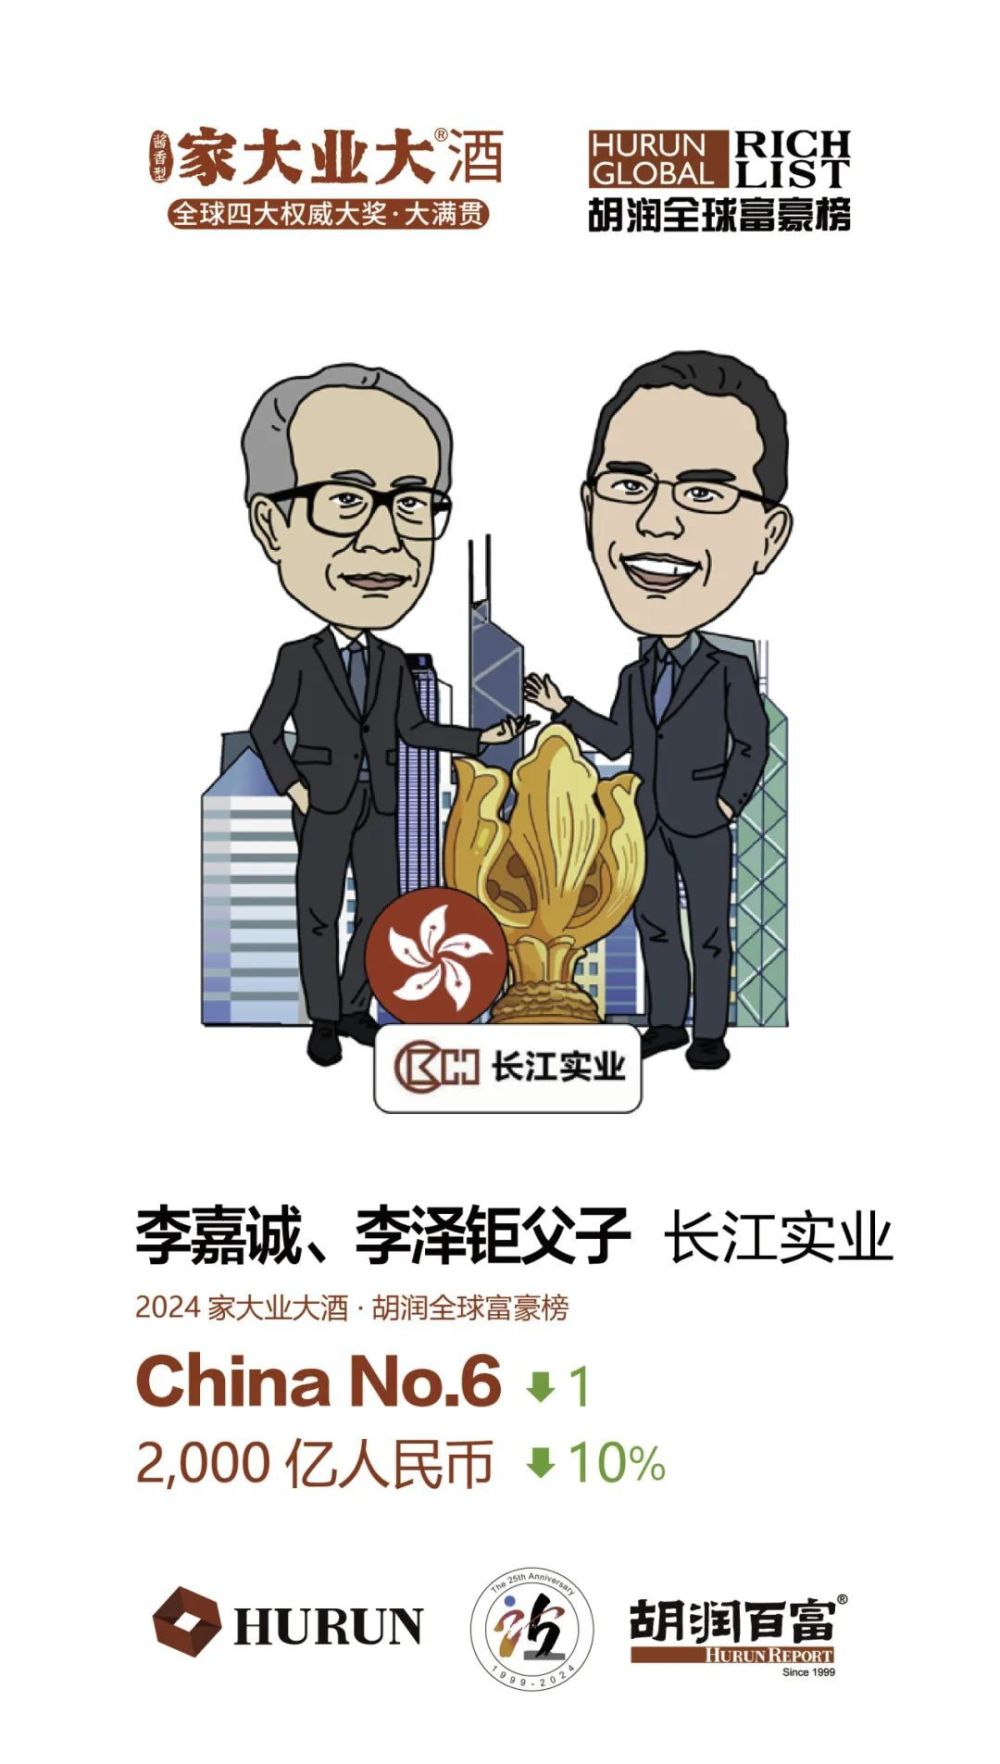 酱香型 家大业大®酒
全球四大权威大奖·大满贯
HURUN GLOBAL RICH LIST
胡润全球富豪榜
长江实业
李嘉诚、李泽钜父子 长江实业
2024 家大业大酒 · 胡润全球富豪榜
China No.6 1
2,000 亿人民币 10%
HURUN
The 25th Anniversary
1999-2024
胡润百富®
HURUN REPORT
Since 1999